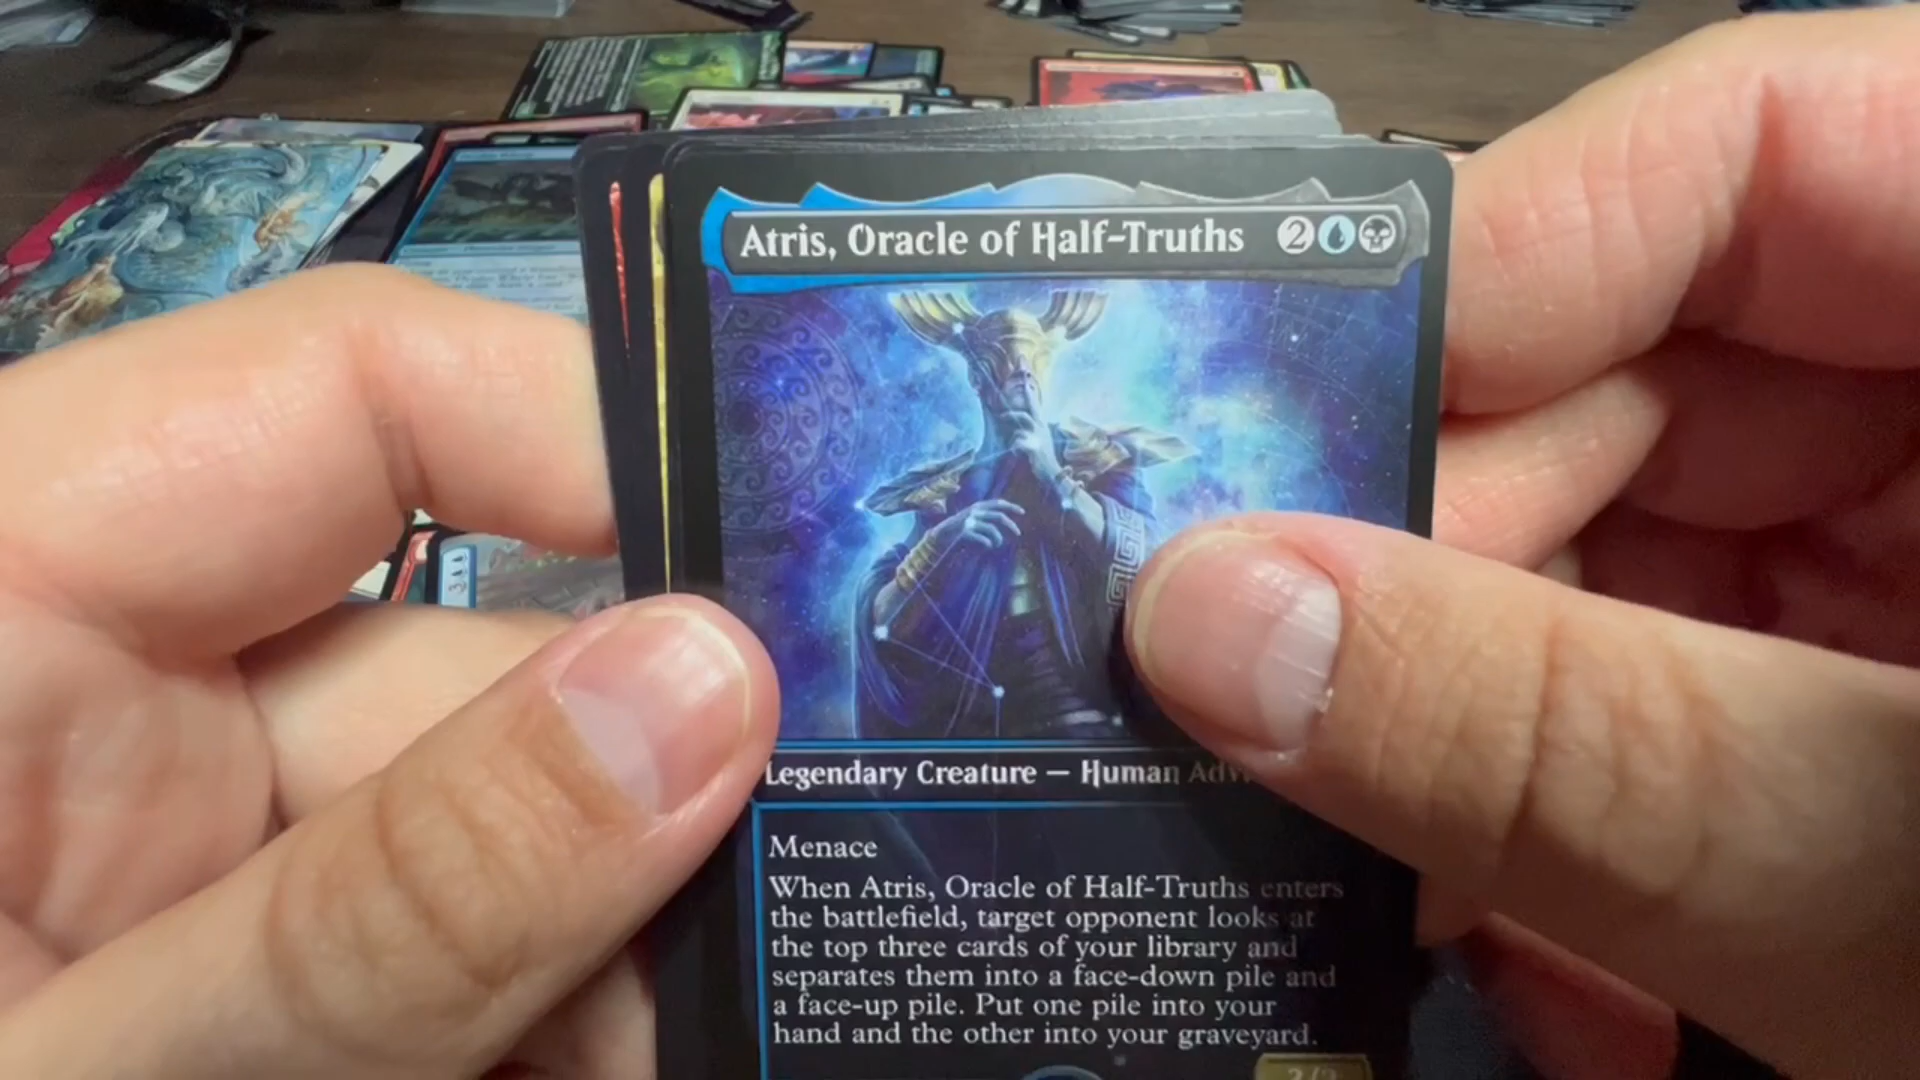 Atris, Oracle of Half-Truths 2
Legendary Creature — Human
Menace
When Atris, Oracle of Half-Truths enters
the battlefield, target opponent looks at
the top three cards of your library and
separates them into a face-down pile and
a face-up pile. Put one pile into your
hand and the other into your graveyard.